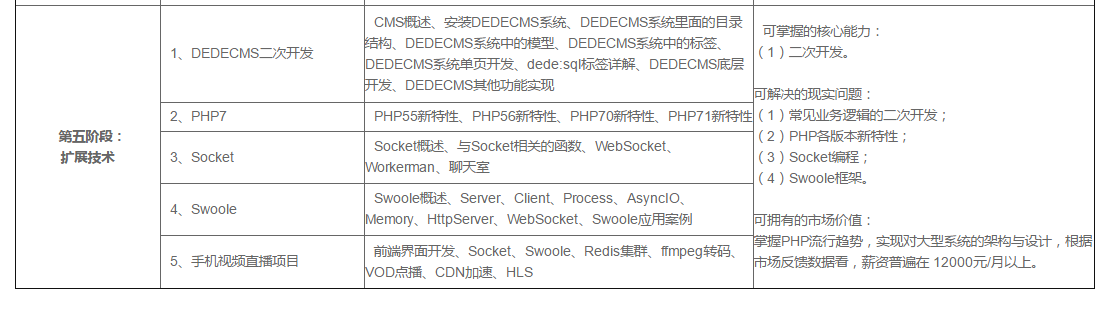 第五阶段：
扩展技术
1、DEDECMS二次开发
CMS概述、安装DEDECMS系统、DEDECMS系统里面的目录
结构、DEDECMS系统中的模型、DEDECMS系统中的标签、
DEDECMS系统单页开发、dede:sql标签详解、DEDECMS底层
开发、DEDECMS其他功能实现
2、PHP7
PHP55新特性、PHP56新特性、PHP70新特性、PHP71新特性
3、Socket
Socket概述、与Socket相关的函数、WebSocket、
Workerman、聊天室
4、Swoole
Swoole概述、Server、Client、Process、AsyncIO、
Memory、HttpServer、WebSocket、Swoole应用案例
5、手机视频直播项目
前端界面开发、Socket、Swoole、Redis集群、ffmpeg转码、
VOD点播、CDN加速、HLS
可掌握的核心能力：
（1）二次开发。
可解决的现实问题：
（1）常见业务逻辑的二次开发；
（2）PHP各版本新特性；
（3）Socket编程；
（4）Swoole框架。
可拥有的市场价值：
掌握PHP流行趋势，实现对大型系统的架构与设计，根据
市场反馈数据看，薪资普遍在 12000元/月以上。